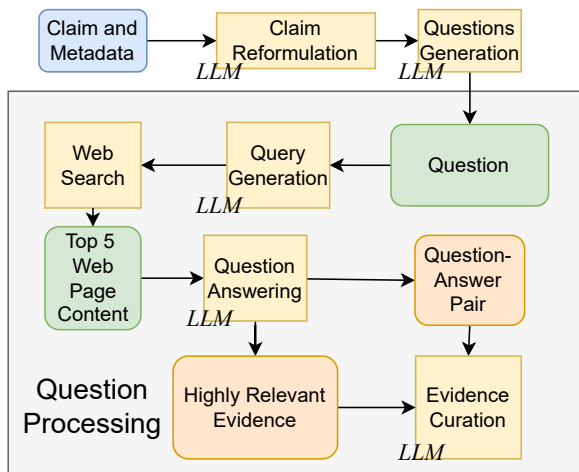 Claim and
Metadata
Claim
Reformulation
LLM
Questions
Generation
LLM
Web
Search
Query
Generation
LLM
Question
Top 5
Web
Page
Content
Question
Answering
LLM
Question-
Answer
Pair
Question
Processing
Highly Relevant
Evidence
Evidence
Curation
LLM